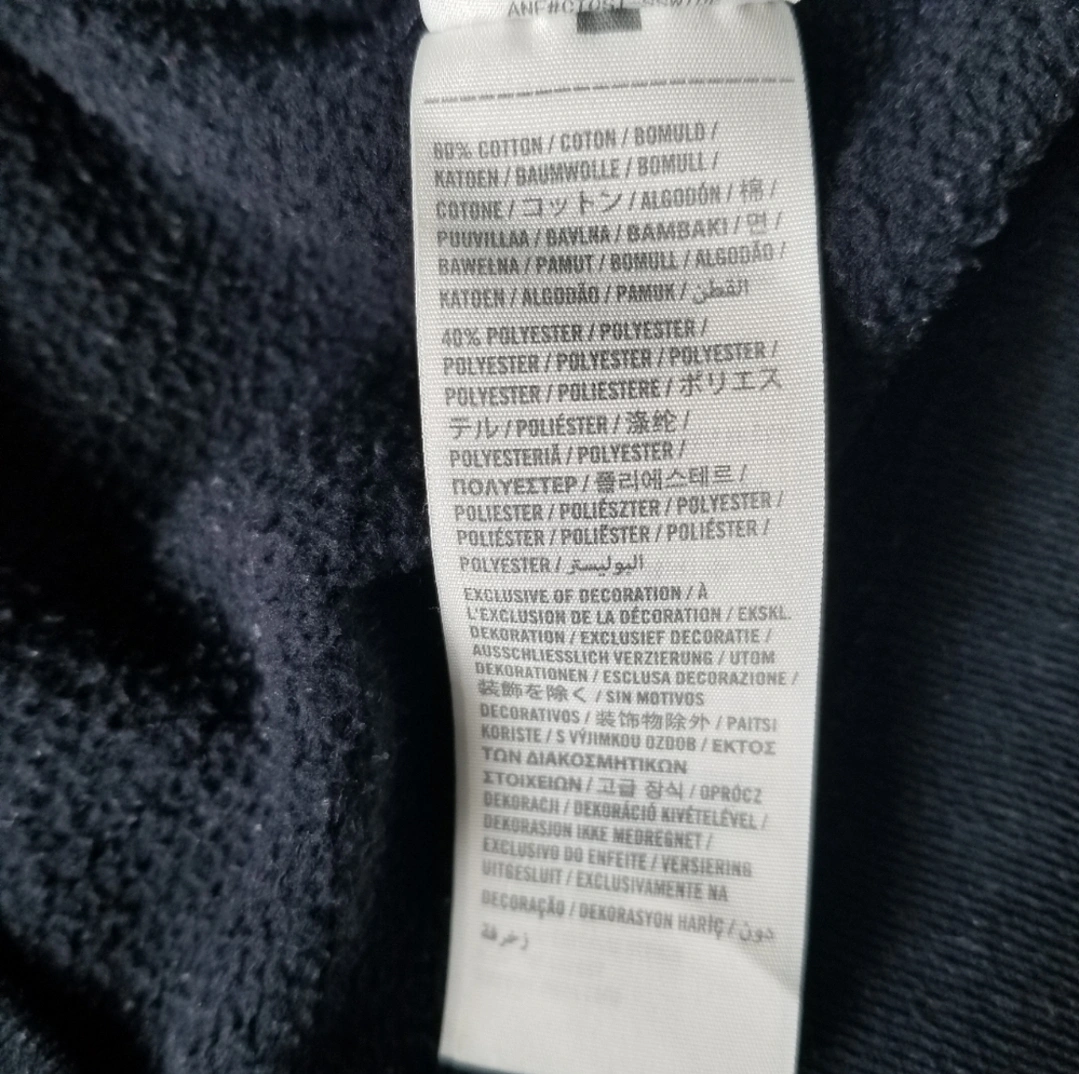 60% COTTON / COTON / BOMULD /
KATOEN / BAUMWOLLE / BOMULL /
COTONE / コットン / ALGODÓN / 棉 /
PUUVILLAA / BAVLNA / BAMBAKI / 면 /
BAWEŁNA / PAMUT / BOMULL / ALGODÃO /
KATOEN / ALGODÃO / PAMUK / القطن
40% POLYESTER / POLYESTER /
POLYESTER / POLYESTER / POLYESTER /
POLYESTER / POLIESTERE / ポリエス
テル / POLIÉSTER / 涤纶 /
POLYESTERIÄ / POLYESTER /
ΠΟΛΥΕΣΤΕΡ / 폴리에스테르 /
POLIESTER / POLIÉSZTER / POLYESTER /
POLIÉSTER / POLIËSTER / POLIÉSTER /
POLYESTER / البوليستر
EXCLUSIVE OF DECORATION / À
L'EXCLUSION DE LA DÉCORATION / EKSKL.
DEKORATION / EXCLUSIEF DECORATIE /
AUSSCHLIESSLICH VERZIERUNG / UTOM
DEKORATIONEN / ESCLUSA DECORAZIONE /
装飾を除く / SIN MOTIVOS
DECORATIVOS / 装饰物除外 / PAITSI
KORISTE / S VÝJIMKOU OZDOB / ΕΚΤΟΣ
ΤΩΝ ΔΙΑΚΟΣΜΗΤΙΚΩΝ
ΣΤΟΙΧΕΙΩΝ / 고급 장식 / OPRÓCZ
DEKORACJI / DEKORÁCIÓ KIVÉTELÉVEL /
DEKORASJON IKKE MEDREGNET /
EXCLUSIVO DO ENFEITE / VERSIERING
UITGESLUIT / EXCLUSIVAMENTE NA
DECORAÇÃO / DEKORASYON HARİÇ / دون
زخرفة